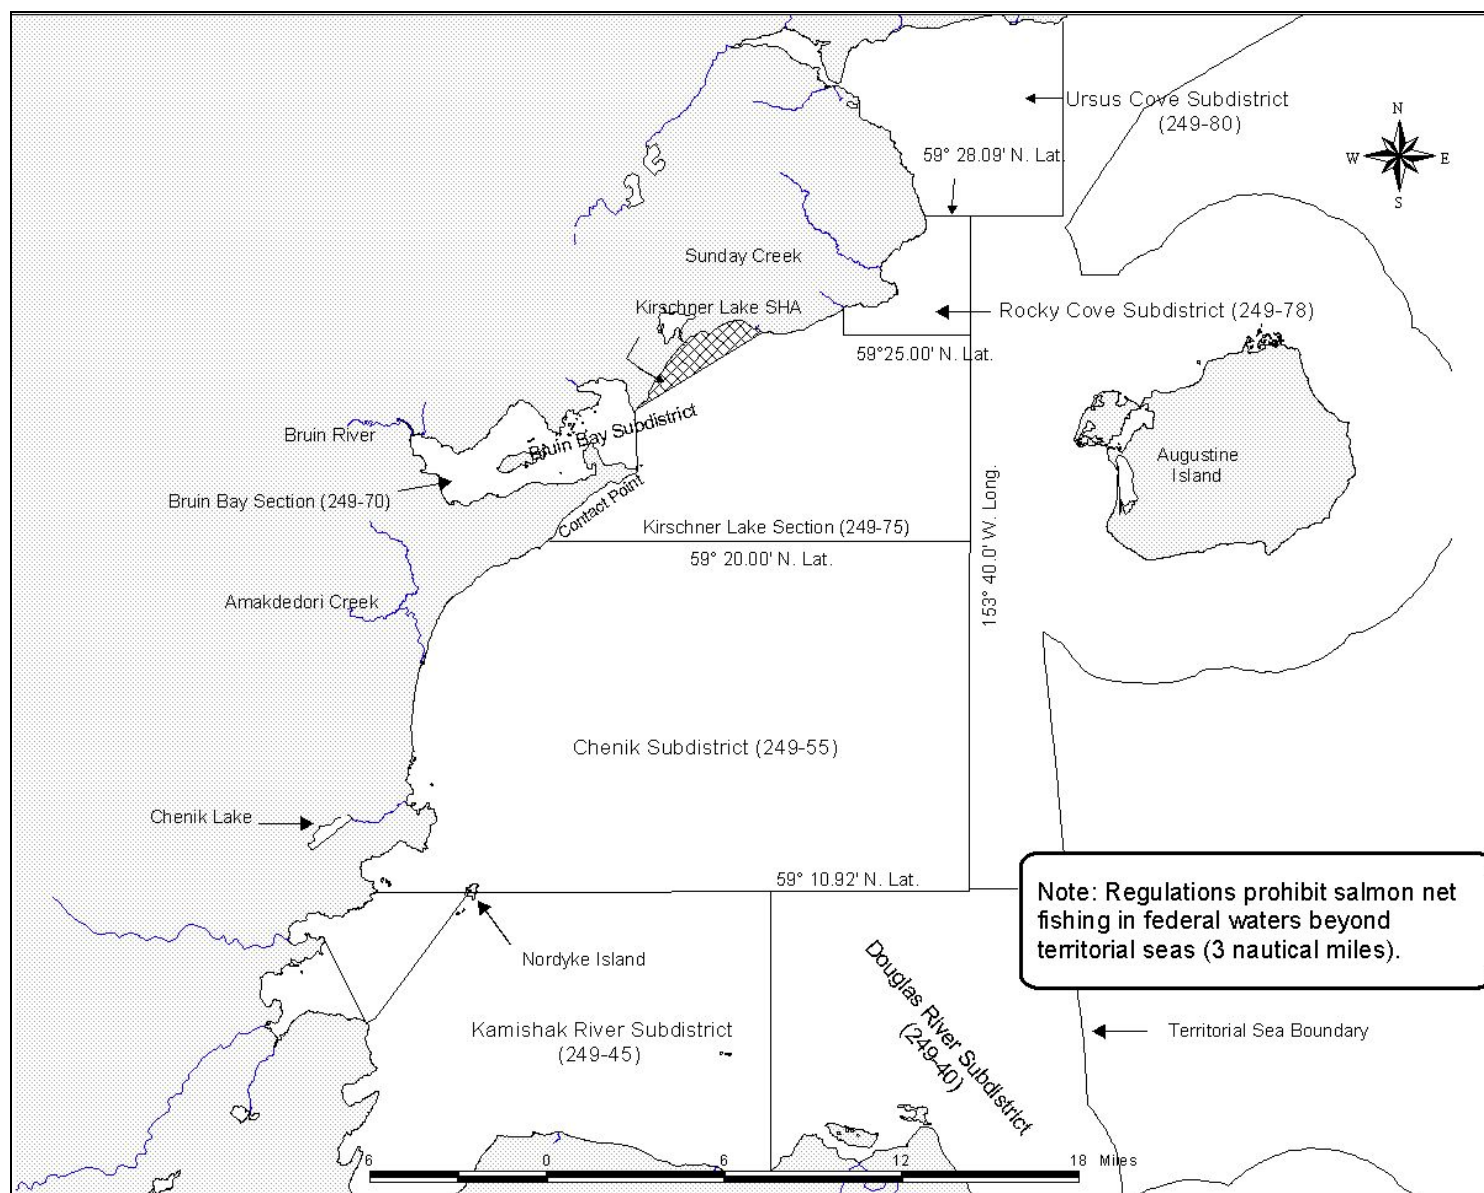 Ursus Cove Subdistrict
(249-80)
N
W
E
S
59° 28.09' N. Lat.
Sunday Creek
Kirschner Lake SHA
Rocky Cove Subdistrict (249-78)
59°25.00' N. Lat.
Bruin River
Bruin Bay Subdistrict
Augustine
Island
Bruin Bay Section (249-70)
Contact Point
Kirschner Lake Section (249-75)
59° 20.00' N. Lat.
153° 40.0' W. Long.
Amakdedori Creek
Chenik Subdistrict (249-55)
Chenik Lake
59° 10.92' N. Lat.
Note: Regulations prohibit salmon net
fishing in federal waters beyond
territorial seas (3 nautical miles).
Nordyke Island
Douglas River Subdistrict
(249-40)
Kamishak River Subdistrict
(249-45)
Territorial Sea Boundary
6 0 6 12 18 Miles